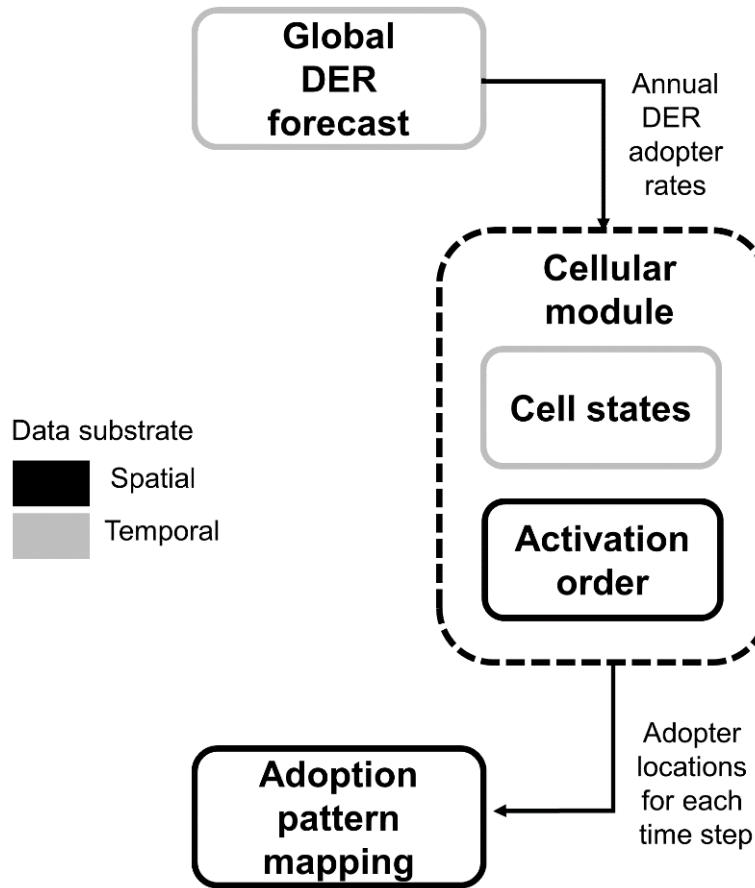 Global
DER
forecast
Annual
DER
adopter
rates
Cellular
module
Cell states
Data substrate
Spatial
Temporal
Activation
order
Adopter
locations
for each
time step
Adoption
pattern
mapping